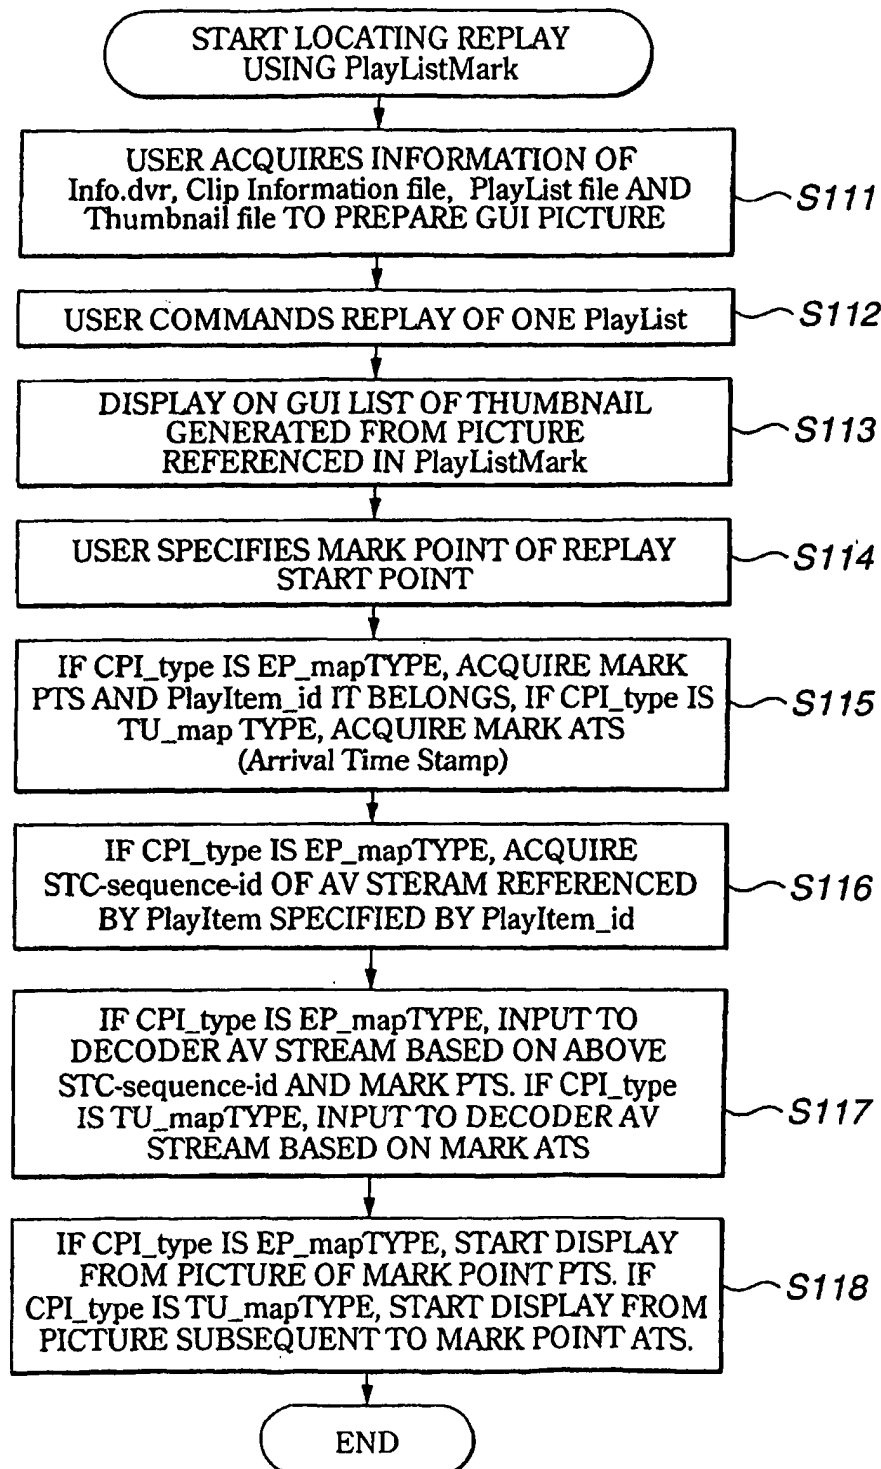 START LOCATING REPLAY
USING PlayListMark
USER ACQUIRES INFORMATION OF
Info.dvr, Clip Information file, PlayList file AND
Thumbnail file TO PREPARE GUI PICTURE
S111
USER COMMANDS REPLAY OF ONE PlayList
S112
DISPLAY ON GUI LIST OF THUMBNAIL
GENERATED FROM PICTURE
REFERENCED IN PlayListMark
S113
USER SPECIFIES MARK POINT OF REPLAY
START POINT
S114
IF CPI_type IS EP_mapTYPE, ACQUIRE MARK
PTS AND PlayItem_id IT BELONGS, IF CPI_type IS
TU_map TYPE, ACQUIRE MARK ATS
(Arrival Time Stamp)
S115
IF CPI_type IS EP_mapTYPE, ACQUIRE
STC-sequence-id OF AV STERAM REFERENCED
BY PlayItem SPECIFIED BY PlayItem_id
S116
IF CPI_type IS EP_mapTYPE, INPUT TO
DECODER AV STREAM BASED ON ABOVE
STC-sequence-id AND MARK PTS. IF CPI_type
IS TU_mapTYPE, INPUT TO DECODER AV
STREAM BASED ON MARK ATS
S117
IF CPI_type IS EP_mapTYPE, START DISPLAY
FROM PICTURE OF MARK POINT PTS. IF
CPI_type IS TU_mapTYPE, START DISPLAY FROM
PICTURE SUBSEQUENT TO MARK POINT ATS.
S118
END